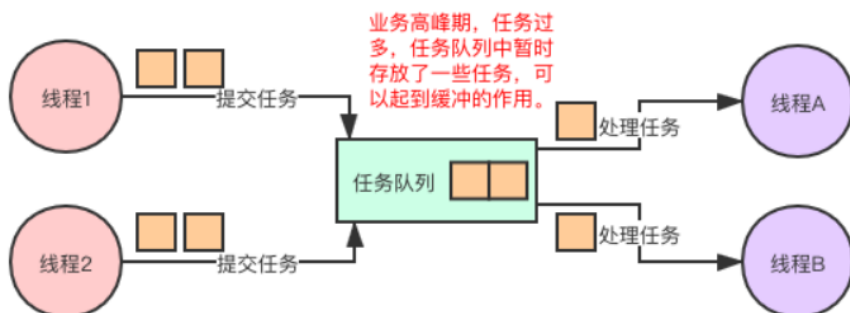 业务高峰期，任务过
多，任务队列中暂时
存放了一些任务，可
以起到缓冲的作用。
线程1
提交任务
处理任务
线程A
任务队列
线程2
提交任务
处理任务
线程B